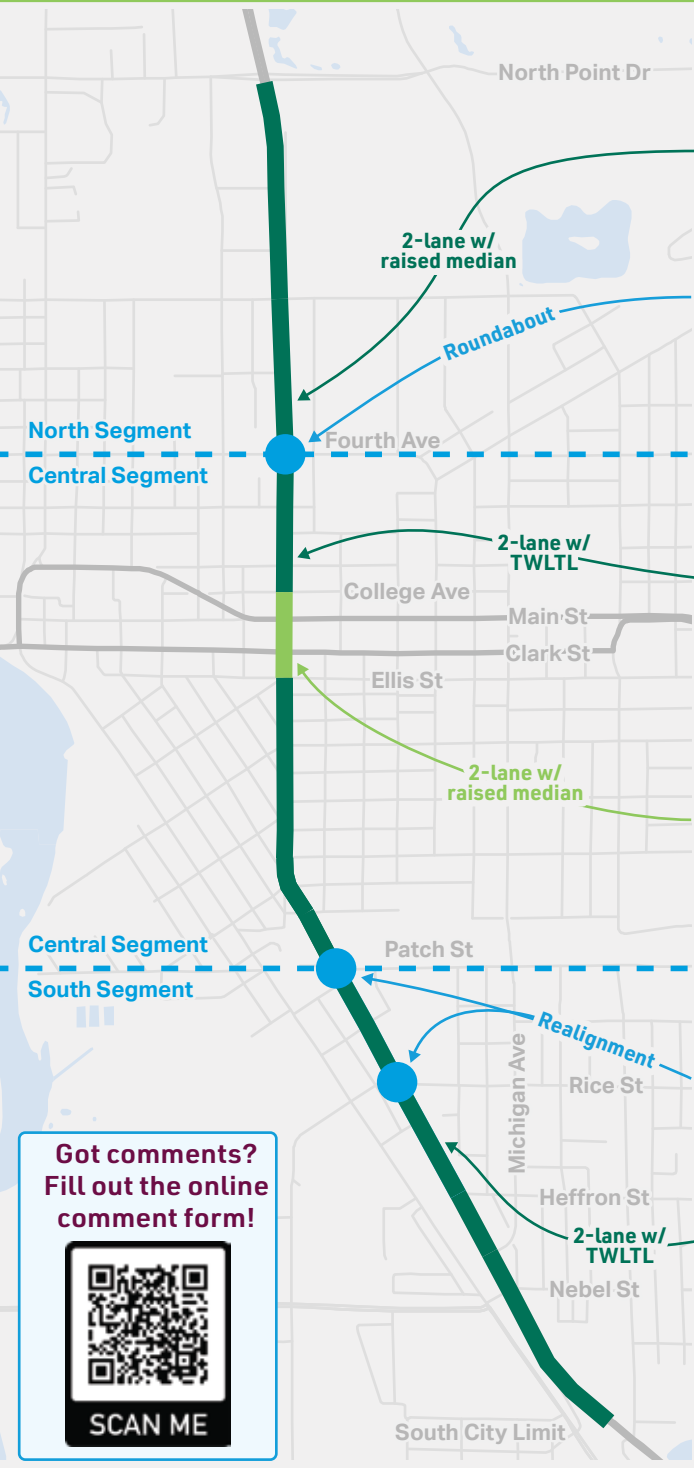 North Point Dr
2-lane w/
raised median
Roundabout
North Segment
Fourth Ave
Central Segment
2-lane w/
TWLTL
College Ave
Main St
Clark St
Ellis St
2-lane w/
raised median
Central Segment
Patch St
South Segment
Realignment
Michigan Ave
Rice St
Got comments?
Fill out the online
comment form!
SCAN ME
Heffron St
2-lane w/
TWLTL
Nebel St
South City Limit